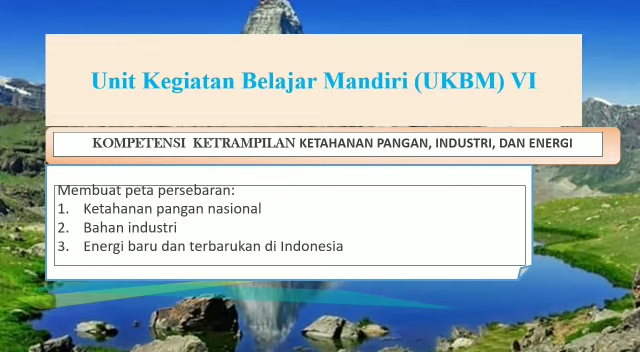 Unit Kegiatan Belajar Mandiri (UKBM) VI
KOMPETENSI KETRAMPILAN KETAHANAN PANGAN, INDUSTRI, DAN ENERGI
Membuat peta persebaran:
1. Ketahanan pangan nasional
2. Bahan industri
3. Energi baru dan terbarukan di Indonesia